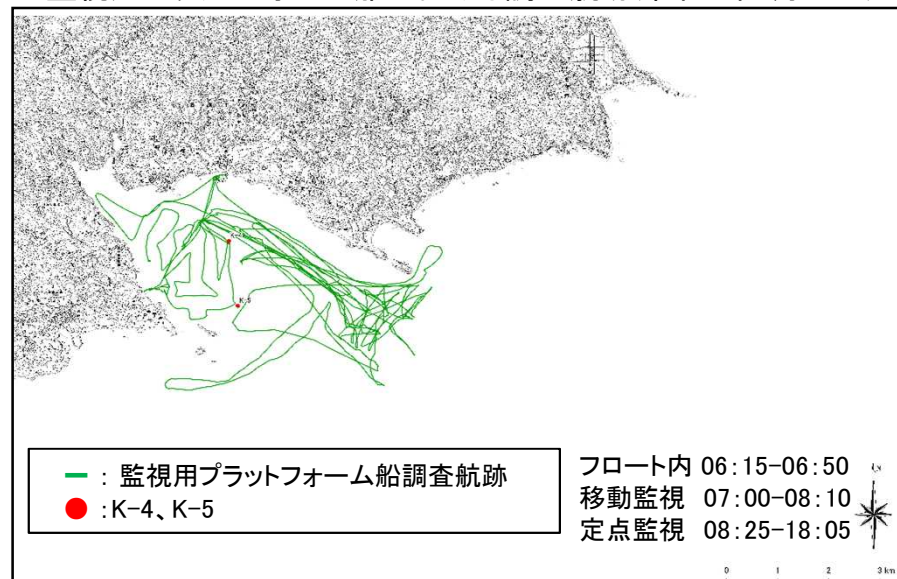 K-4
K-5
― : 監視用プラットフォーム船調査航跡
● :K-4、K-5
フロート内 06:15-06:50
移動監視 07:00-08:10
定点監視 08:25-18:05
0 1 2 3 km